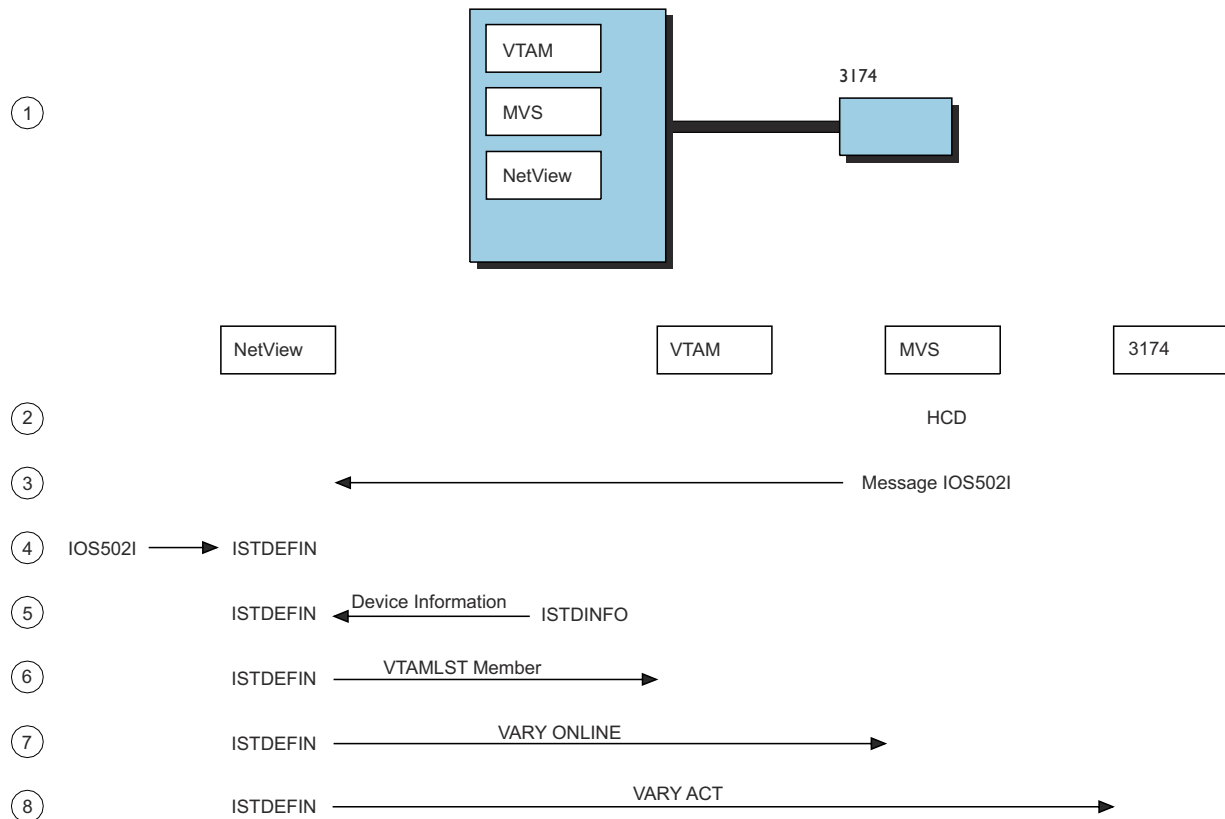 VTAM
3174
1
MVS
NetView
NetView
VTAM
MVS
3174
2
HCD
3
Message IOS502I
4
IOS502I
ISTDEFIN
5
ISTDEFIN
Device Information
ISTDINFO
6
ISTDEFIN
VTAMLST Member
7
ISTDEFIN
VARY ONLINE
8
ISTDEFIN
VARY ACT